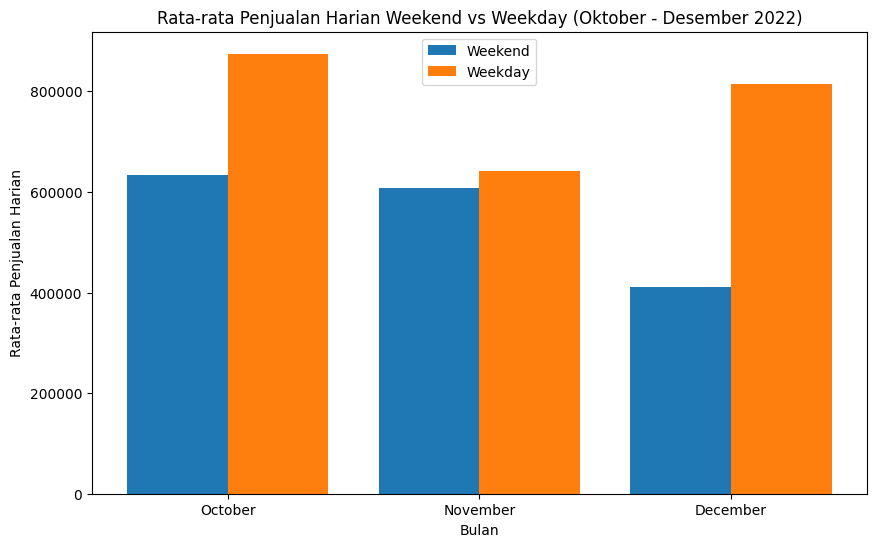 Rata-rata Penjualan Harian Weekend vs Weekday (Oktober - Desember 2022)
Weekend
Weekday
Rata-rata Penjualan Harian
800000
600000
400000
200000
0
October
November
December
Bulan